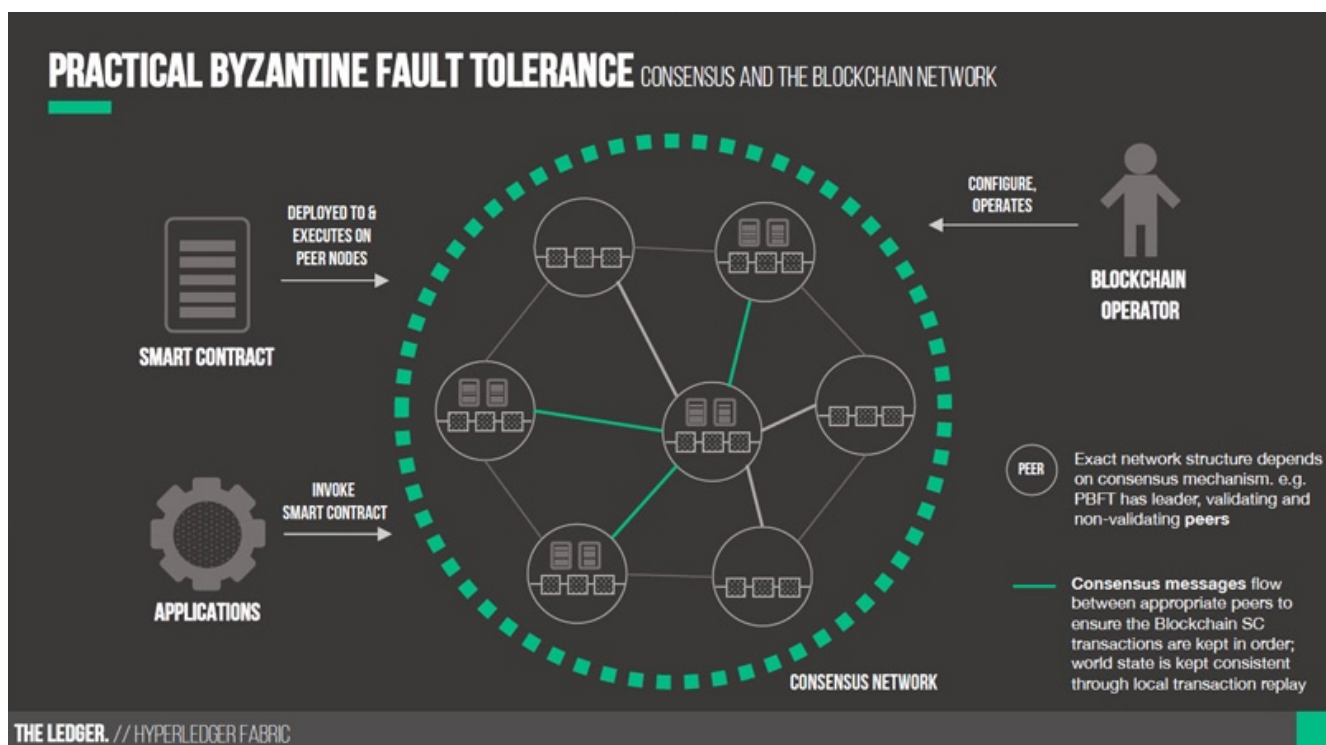 PRACTICAL BYZANTINE FAULT TOLERANCE CONSENSUS AND THE BLOCKCHAIN NETWORK
DEPLOYED TO &
EXECUTES ON
PEER NODES
SMART CONTRACT
INVOKE
SMART CONTRACT
APPLICATIONS
CONFIGURE,
OPERATES
BLOCKCHAIN
OPERATOR
PEER
Exact network structure depends
on consensus mechanism. e.g.
PBFT has leader, validating and
non-validating peers
Consensus messages flow
between appropriate peers to
ensure the Blockchain SC
transactions are kept in order;
world state is kept consistent
through local transaction replay
CONSENSUS NETWORK
THE LEDGER. // HYPERLEDGER FABRIC